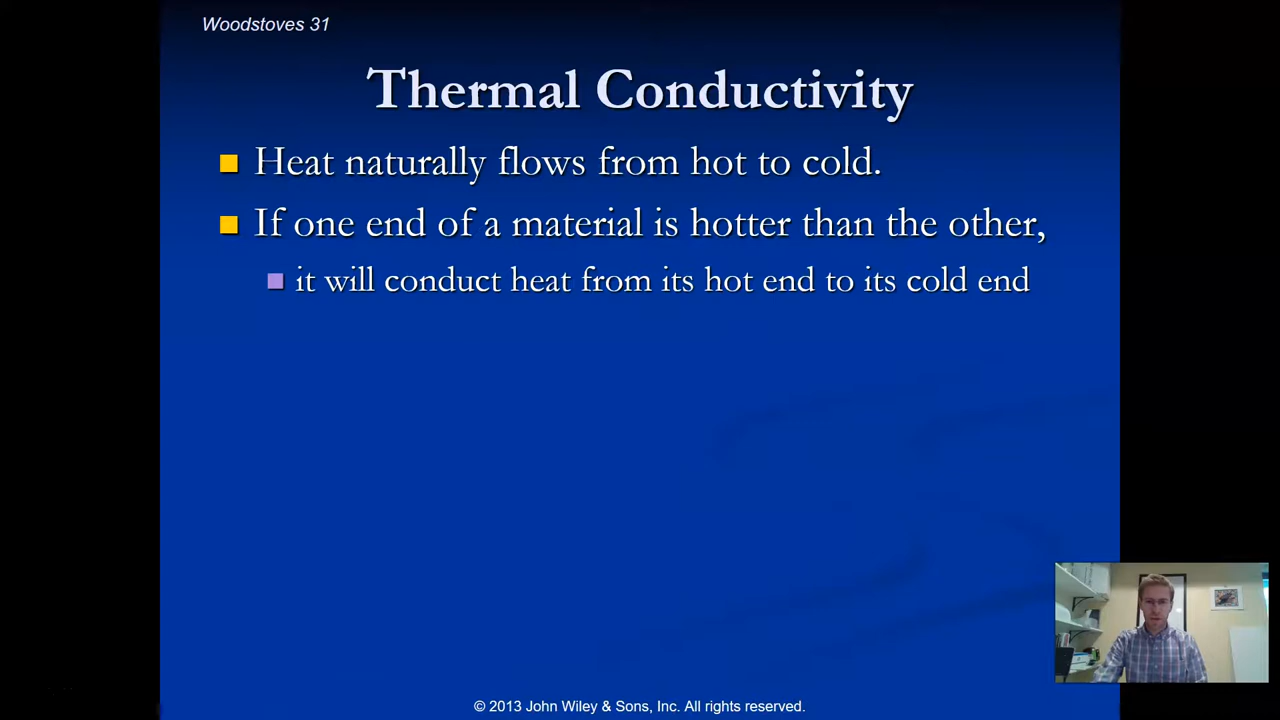 Woodstoves 31
Thermal Conductivity
Heat naturally flows from hot to cold.
If one end of a material is hotter than the other,
it will conduct heat from its hot end to its cold end
© 2013 John Wiley & Sons, Inc. All rights reserved.